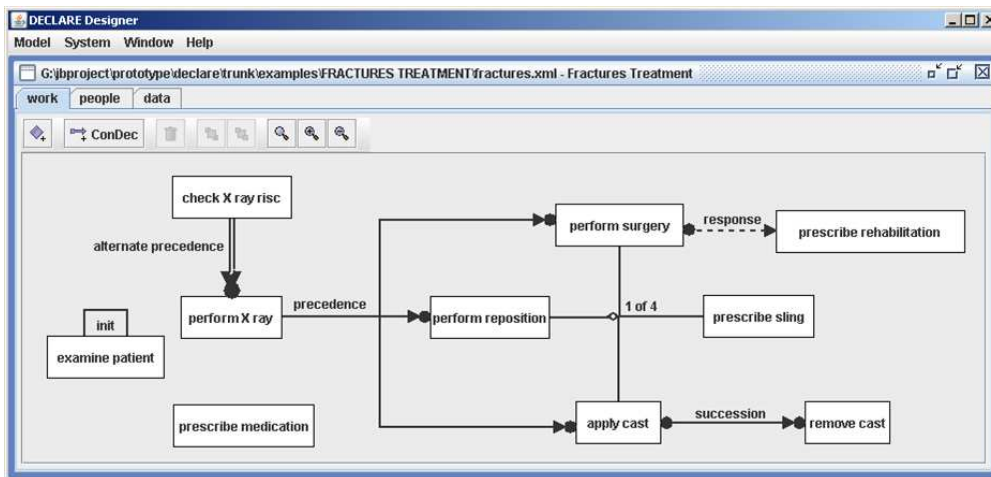 DECLARE Designer
Model System Window Help
G:\jbproject\prototype\declare\trunk\examples\FRACTURES TREATMENT\fractures.xml - Fractures Treatment
work people data
ConDec
check X ray risc
alternate precedence
perform surgery
response
prescribe rehabilitation
perform X ray
precedence
perform reposition
1 of 4
prescribe sling
init
examine patient
prescribe medication
apply cast
succession
remove cast